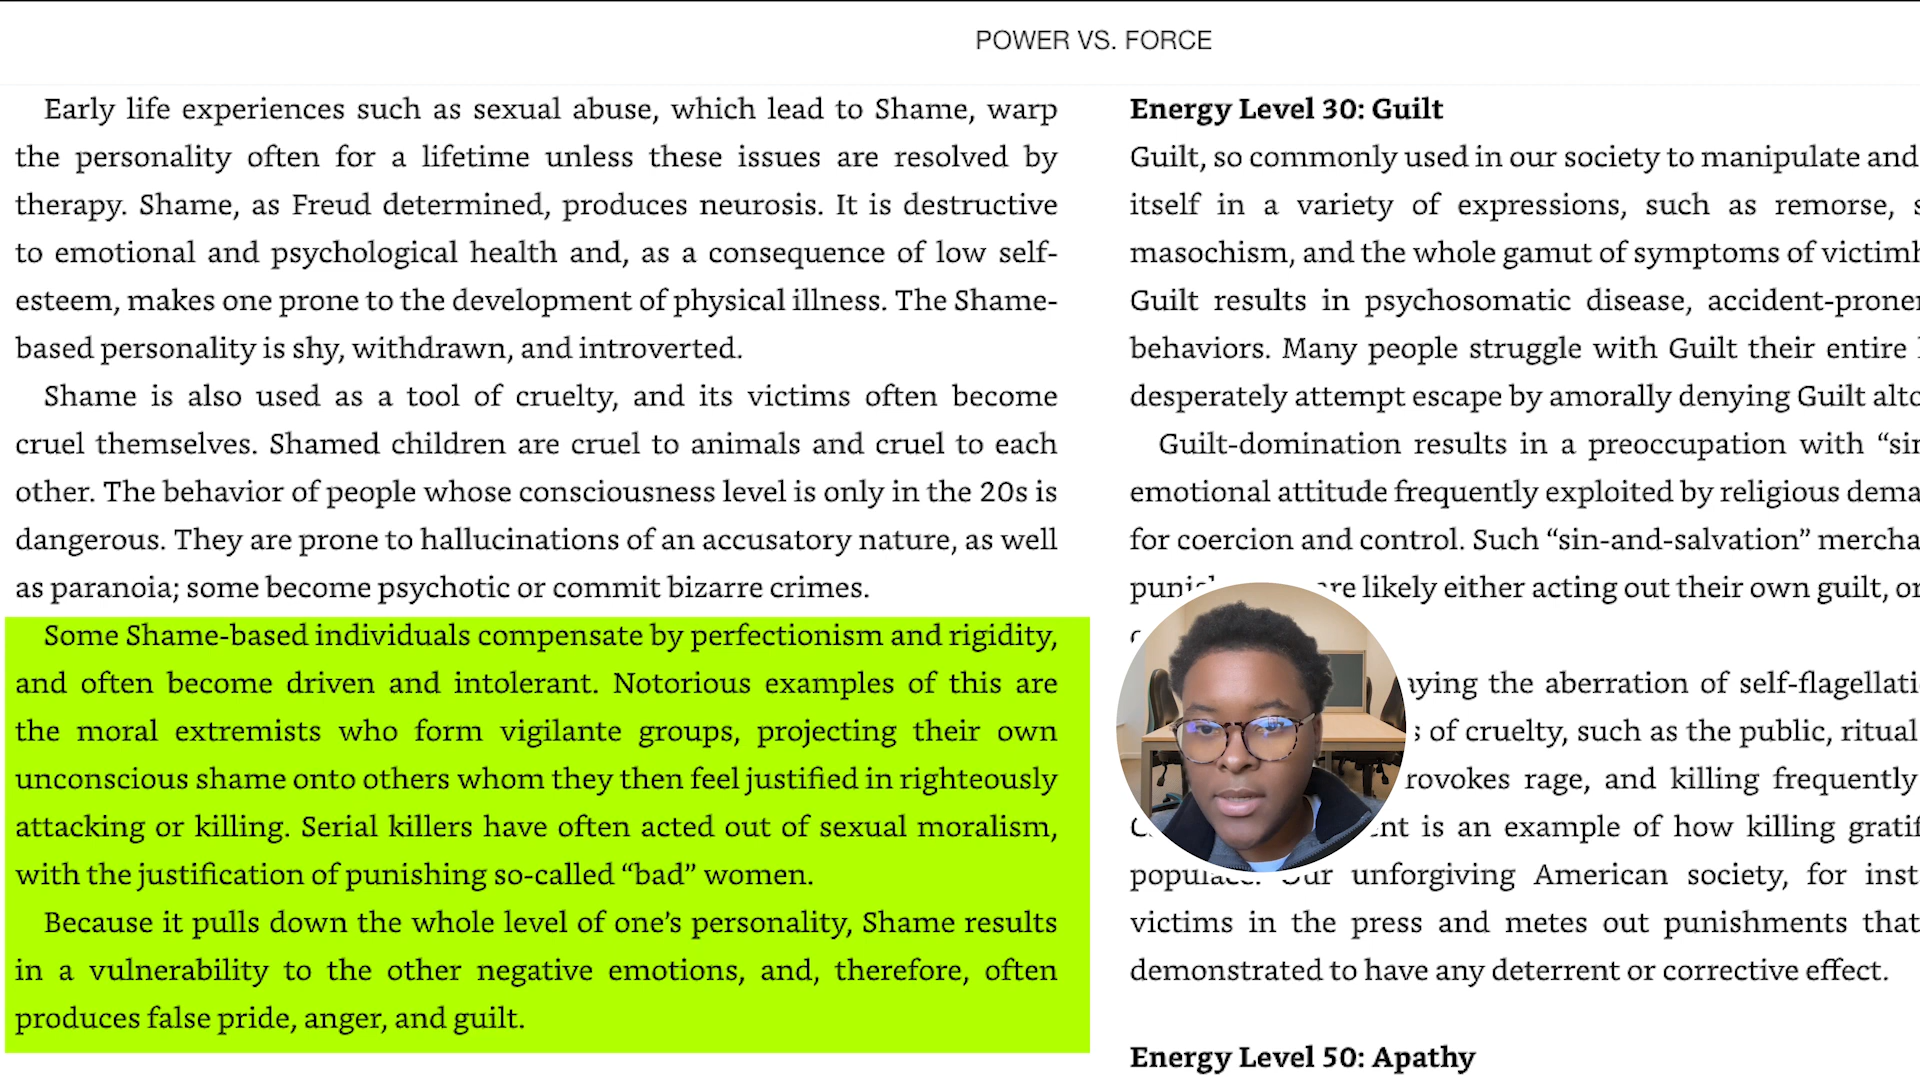 POWER VS. FORCE
Early life experiences such as sexual abuse, which lead to Shame, warp
the personality often for a lifetime unless these issues are resolved by
therapy. Shame, as Freud determined, produces neurosis. It is destructive
to emotional and psychological health and, as a consequence of low self-
esteem, makes one prone to the development of physical illness. The Shame-
based personality is shy, withdrawn, and introverted.
Shame is also used as a tool of cruelty, and its victims often become
cruel themselves. Shamed children are cruel to animals and cruel to each
other. The behavior of people whose consciousness level is only in the 20s is
dangerous. They are prone to hallucinations of an accusatory nature, as well
as paranoia; some become psychotic or commit bizarre crimes.
Some Shame-based individuals compensate by perfectionism and rigidity,
and often become driven and intolerant. Notorious examples of this are
the moral extremists who form vigilante groups, projecting their own
unconscious shame onto others whom they then feel justified in righteously
attacking or killing. Serial killers have often acted out of sexual moralism,
with the justification of punishing so-called “bad” women.
Because it pulls down the whole level of one’s personality, Shame results
in a vulnerability to the other negative emotions, and, therefore, often
produces false pride, anger, and guilt.
Energy Level 30: Guilt
Guilt, so commonly used in our society to manipulate and
itself in a variety of expressions, such as remorse,
masochism, and the whole gamut of symptoms of
Guilt results in psychosomatic disease,
behaviors. Many people struggle with Guilt their entire
desperately attempt escape by amorally denying Guilt
Guilt-domination results in a preoccupation with
emotional attitude frequently exploited by religious
for coercion and control. Such “sin-and-salvation”
likely either acting out their own guilt, or
the aberration of
of cruelty, such as the public, ritual
rage, and killing frequently
is an example of how killing
unforgiving American society, for
victims in the press and metes out punishments that
demonstrated to have any deterrent or corrective effect.
Energy Level 50: Apathy